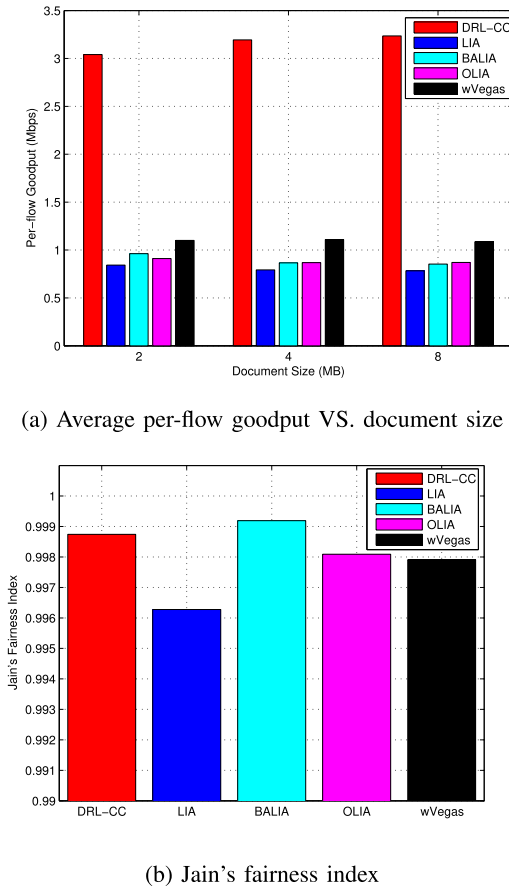 3.5
3
2.5
2
1.5
1
0.5
0
Per-flow Goodput (Mbps)
DRL-CC
LIA
BALIA
OLIA
wVegas
2
4
8
Document Size (MB)
(a) Average per-flow goodput VS. document size
1
0.999
0.998
0.997
0.996
0.995
0.994
0.993
0.992
0.991
0.99
Jain's Fairness Index
DRL-CC
LIA
BALIA
OLIA
wVegas
DRL-CC
LIA
BALIA
OLIA
wVegas
(b) Jain's fairness index